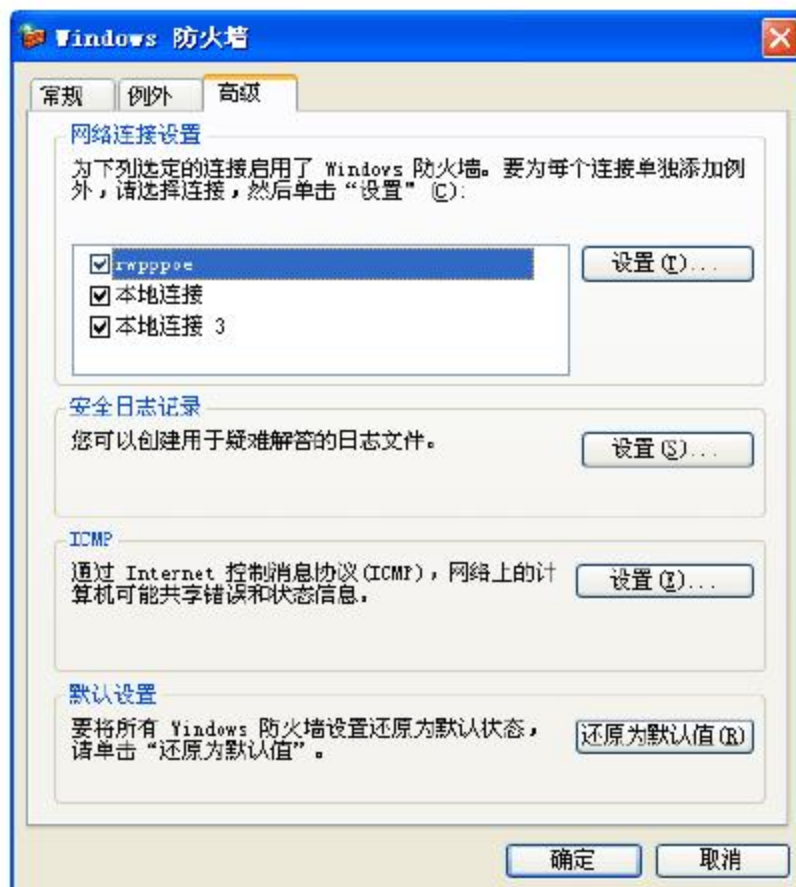 Windows 防火墙
常规 例外 高级
网络连接设置
为下列选定的连接启用了 Windows 防火墙。要为每个连接单独添加例
外，请选择连接，然后单击“设置”(C):
rwpppoe
设置(T)...
本地连接
本地连接 3
安全日志记录
您可以创建用于疑难解答的日志文件。
设置(S)...
ICMP
通过 Internet 控制消息协议(ICMP)，网络上的计
算机可能共享错误和状态信息。
设置(I)...
默认设置
要将所有 Windows 防火墙设置还原为默认状态，
请单击“还原为默认值”。
还原为默认值(R)
确定 取消